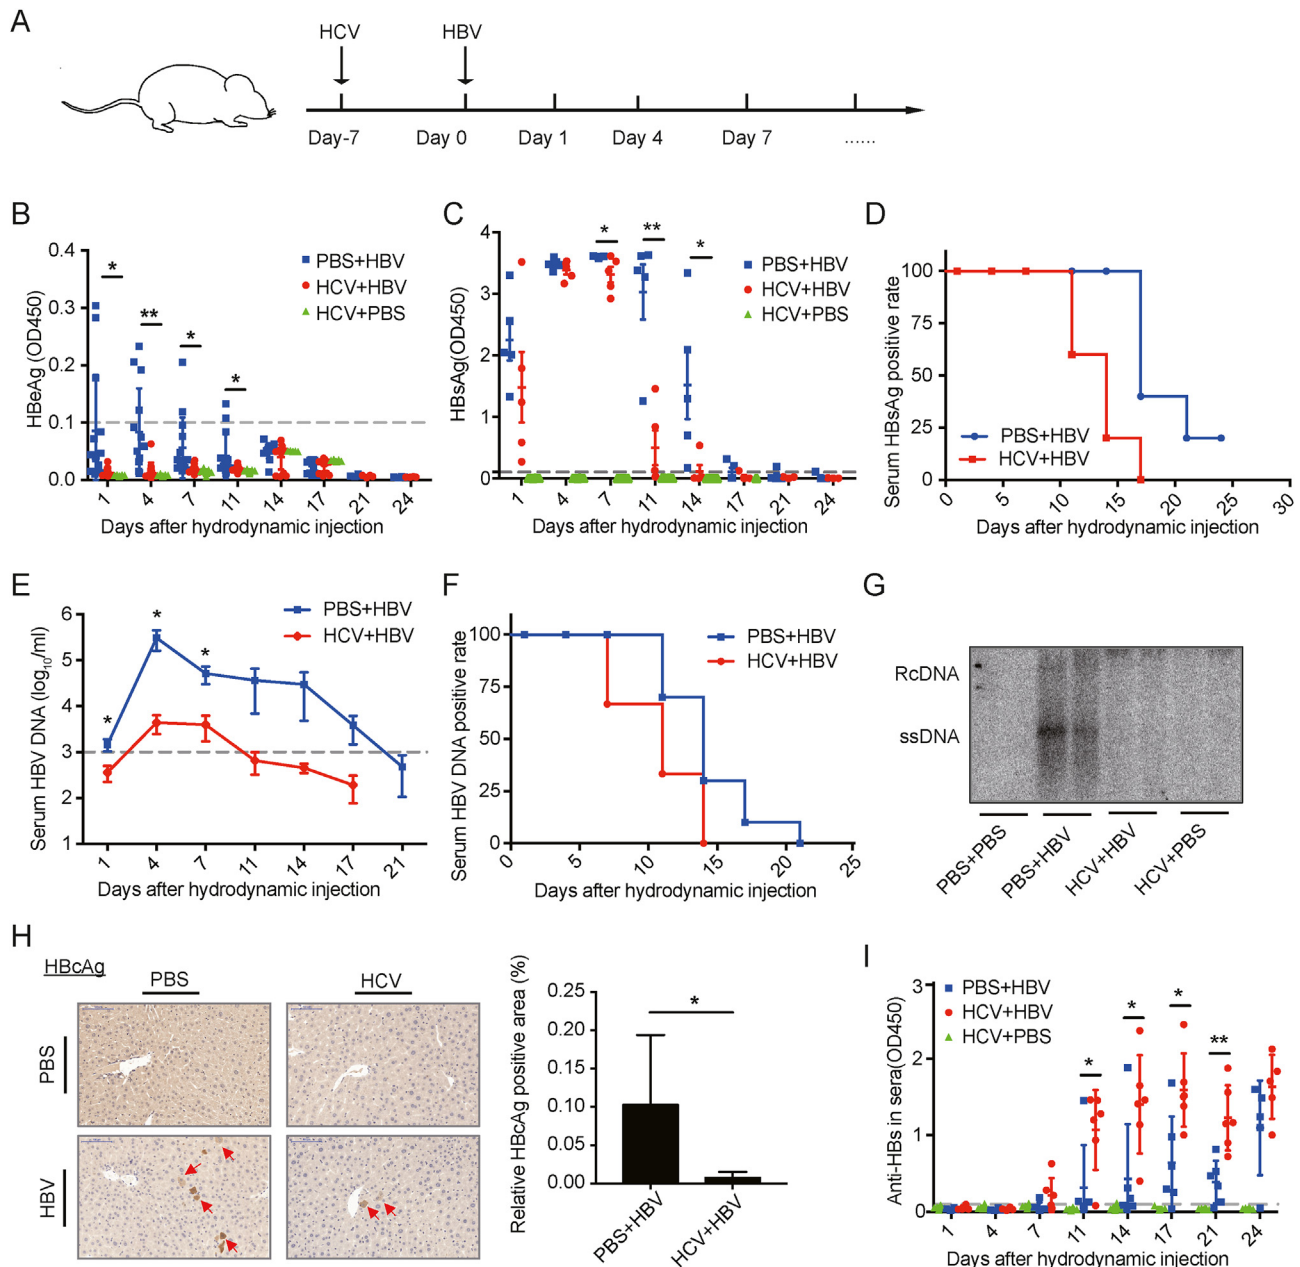 A
HCV
HBV
Day-7
Day 0
Day 1
Day 4
Day 7
......
B
HBeAg (OD450)
0.4
0.3
0.2
0.1
0.0
*
**
*
*
PBS+HBV
HCV+HBV
HCV+PBS
1
4
7
11
14
17
21
24
Days after hydrodynamic injection
C
HBsAg(OD450)
4
3
2
1
0
*
**
*
PBS+HBV
HCV+HBV
HCV+PBS
1
4
7
11
14
17
21
24
Days after hydrodynamic injection
D
Serum HBsAg positive rate
100
75
50
25
0
PBS+HBV
HCV+HBV
0
5
10
15
20
25
30
Days after hydrodynamic injection
E
Serum HBV DNA (log10/ml)
6
5
4
3
2
1
*
*
*
PBS+HBV
HCV+HBV
1
4
7
11
14
17
21
Days after hydrodynamic injection
F
Serum HBV DNA positive rate
100
75
50
25
0
PBS+HBV
HCV+HBV
0
5
10
15
20
25
Days after hydrodynamic injection
G
RcDNA
ssDNA
PBS+PBS
PBS+HBV
HCV+HBV
HCV+PBS
H
HBcAg
PBS
HCV
PBS
HBV
Relative HBcAg positive area (%)
0.25
0.20
0.15
0.10
0.05
0.00
*
PBS+HBV
HCV+HBV
I
Anti-HBs in sera(OD450)
3
2
1
0
PBS+HBV
HCV+HBV
HCV+PBS
*
*
*
**
1
4
7
11
14
17
21
24
Days after hydrodynamic injection